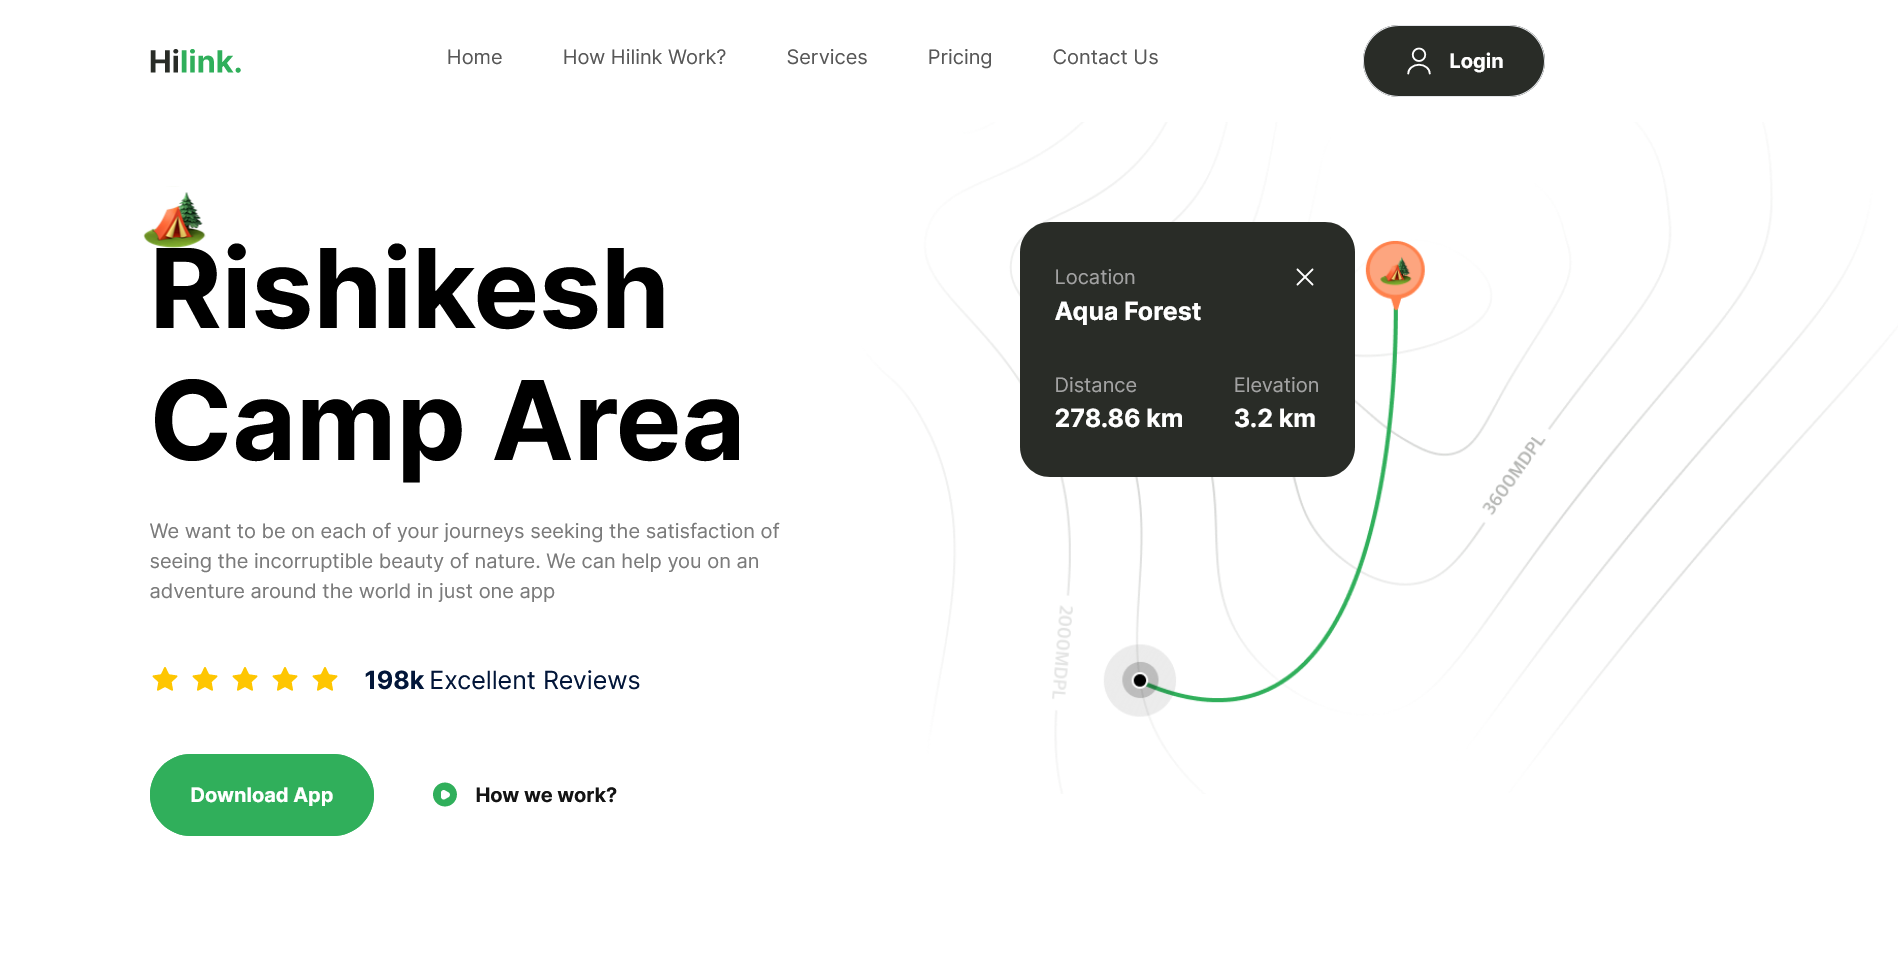 Hilink.
Home
How Hilink Work?
Services
Pricing
Contact Us
Login
Rishikesh
Camp Area
We want to be on each of your journeys seeking the satisfaction of
seeing the incorruptible beauty of nature. We can help you on an
adventure around the world in just one app
198k Excellent Reviews
Download App
How we work?
Location
Aqua Forest
Distance
Elevation
278.86 km
3.2 km
3600MDPL
2000MDPL